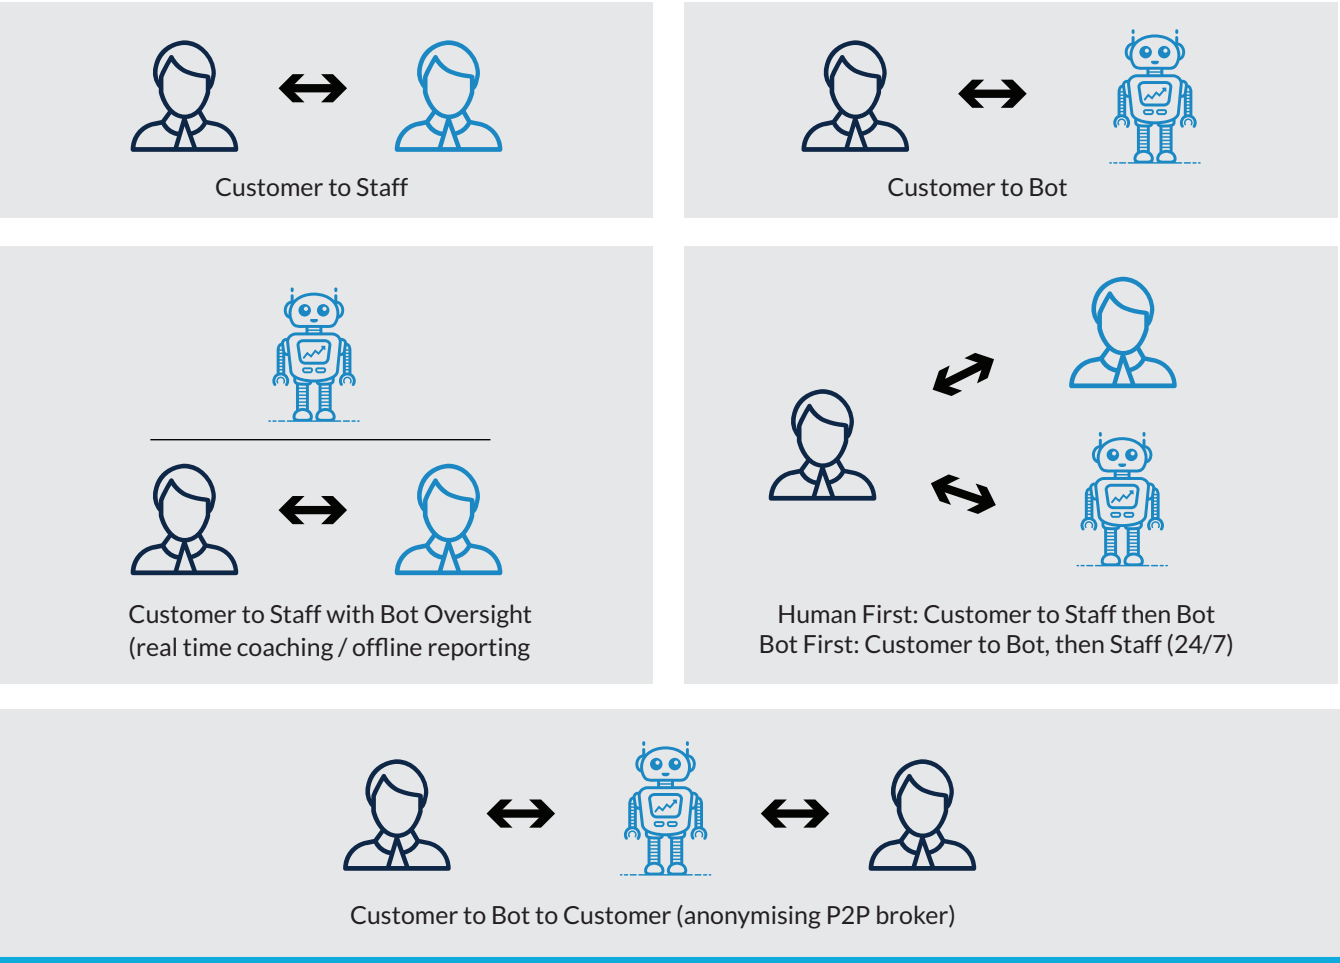 Customer to Staff
Customer to Bot
Customer to Staff with Bot Oversight
(real time coaching / offline reporting
Human First: Customer to Staff then Bot
Bot First: Customer to Bot, then Staff (24/7)
Customer to Bot to Customer (anonymising P2P broker)